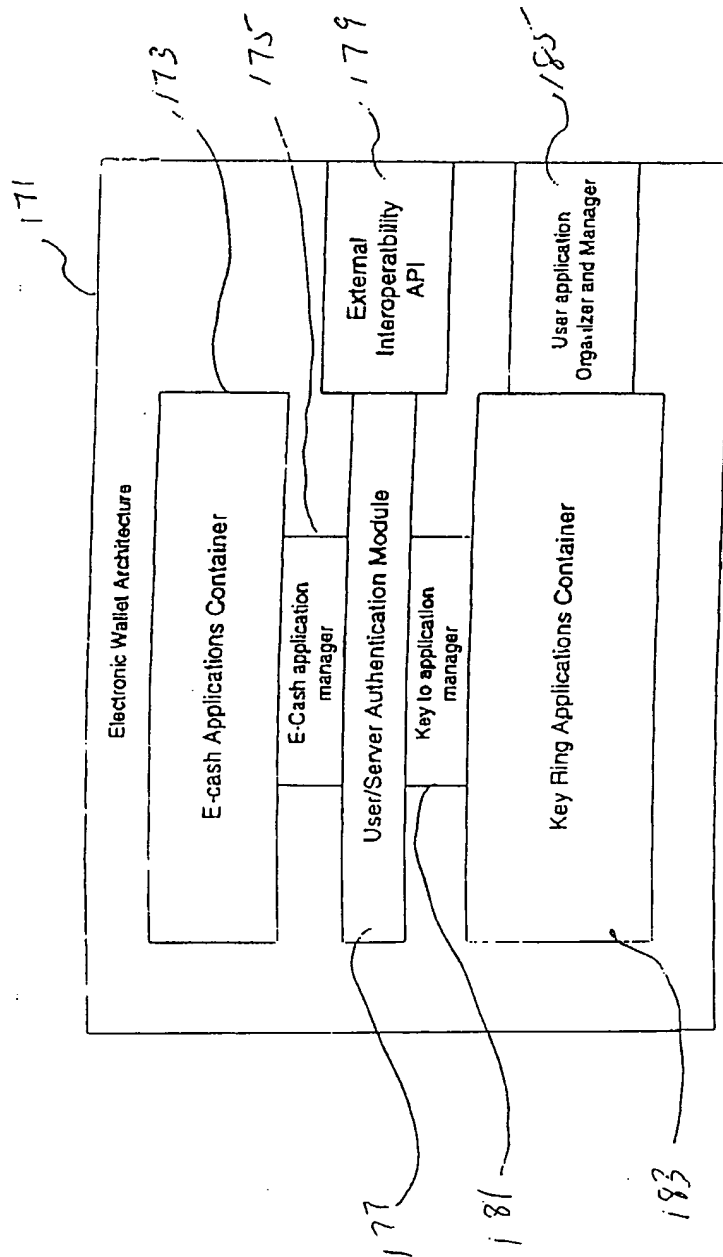 171
Electronic Wallet Architecture
173
E-cash Applications Container
175
E-Cash application
manager
User/Server Authentication Module
External
Interoperatbility
API
179
177
Key to application
manager
181
Key Ring Applications Container
183
User application
Organizer and Manager
185